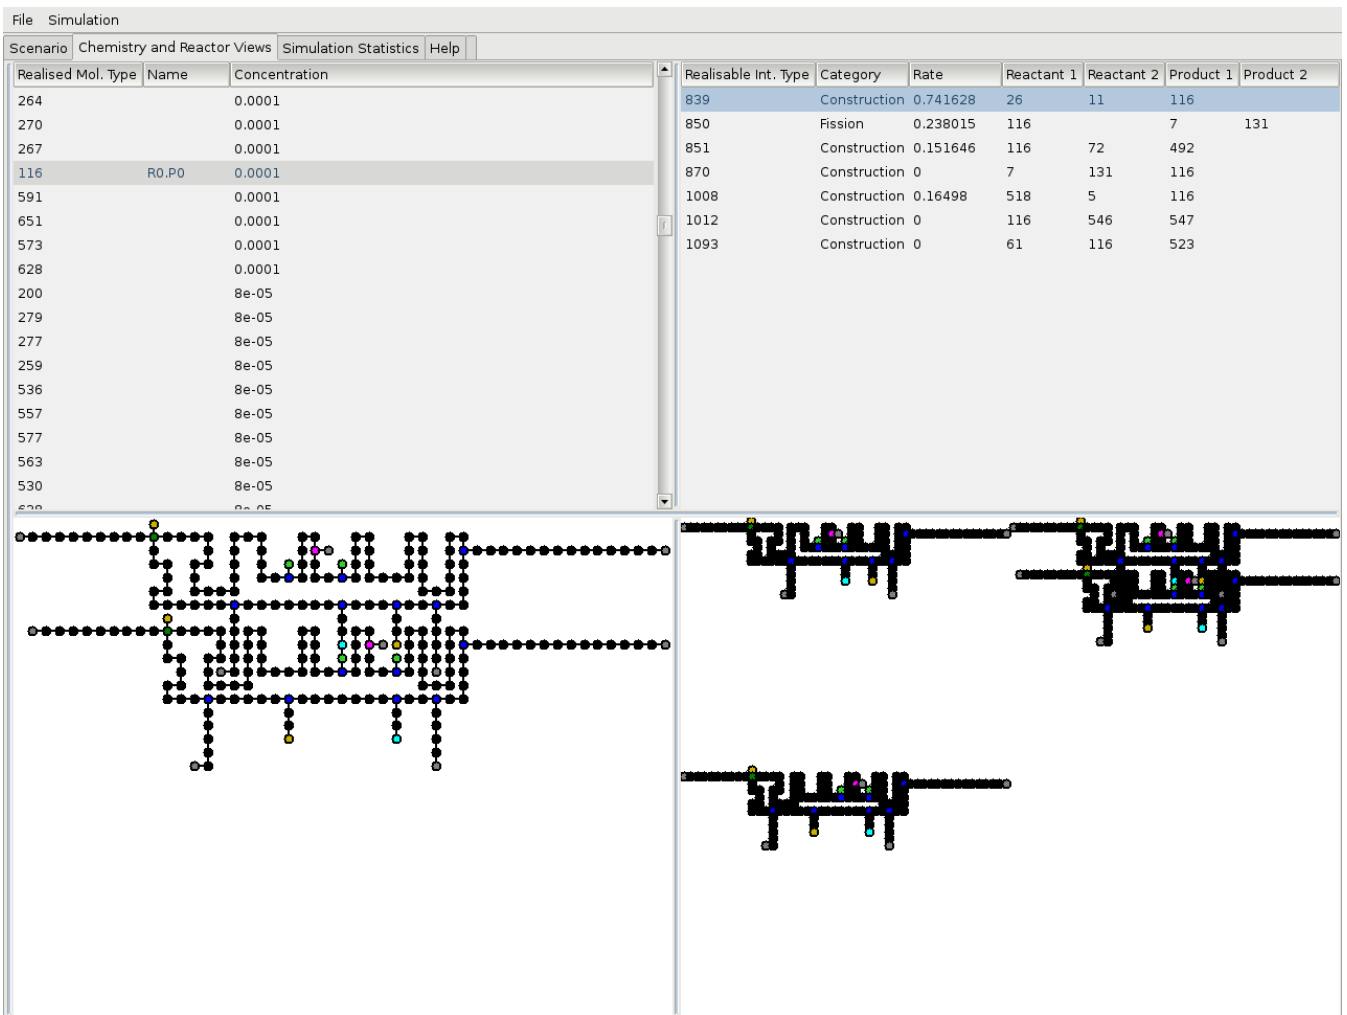 File Simulation
Scenario Chemistry and Reactor Views Simulation Statistics Help
Realised Mol. Type Name Concentration
264 0.0001
270 0.0001
267 0.0001
116 R0.P0 0.0001
591 0.0001
651 0.0001
573 0.0001
628 0.0001
200 8e-05
279 8e-05
277 8e-05
259 8e-05
536 8e-05
557 8e-05
577 8e-05
563 8e-05
530 8e-05
Realisable Int. Type Category Rate Reactant 1 Reactant 2 Product 1 Product 2
839 Construction 0.741628 26 11 116
850 Fission 0.238015 116 7 131
851 Construction 0.151646 116 72 492
870 Construction 0 7 131 116
1008 Construction 0.16498 518 5 116
1012 Construction 0 116 546 547
1093 Construction 0 61 116 523